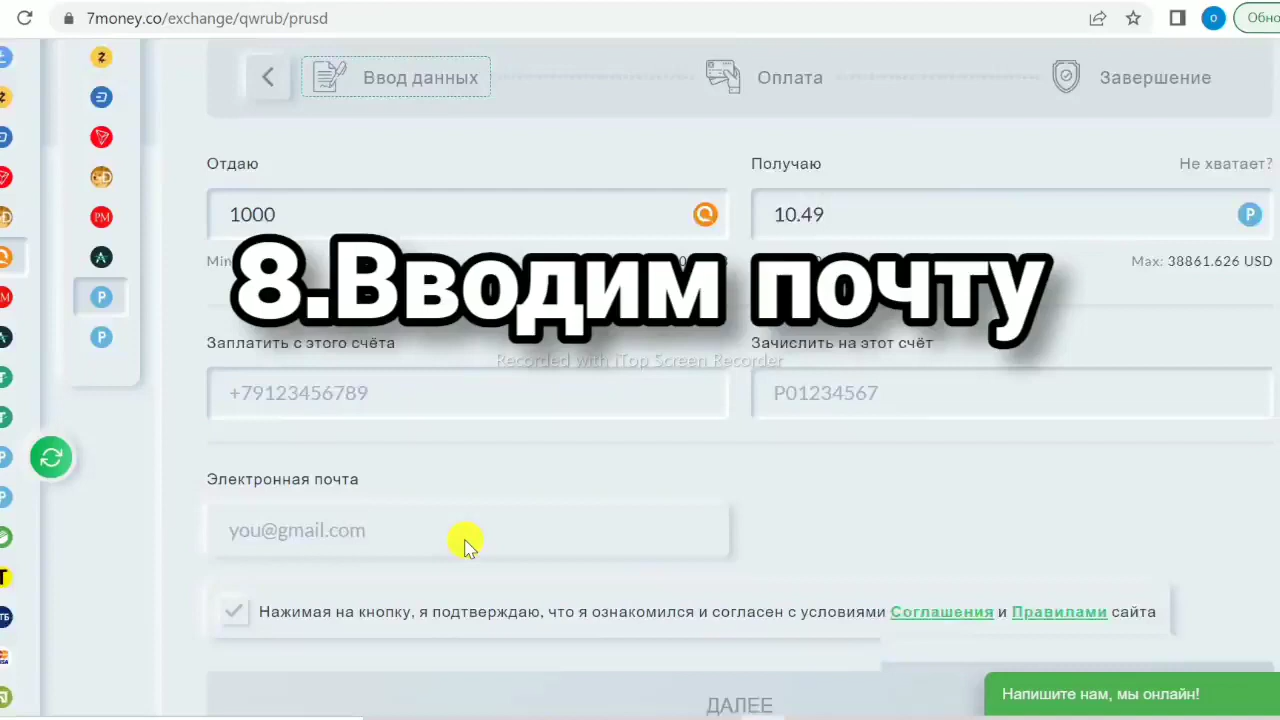 7money.co/exchange/qwrub/prusd
о
Обно
Ввод данных
Оплата
Завершение
Отдаю
Получаю
Не хватает?
1000
10.49
Min
Max: 38861.626 USD
8.Вводим почту
Заплатить с этого счёта
Зачислить на этот счёт
Recorded with iTop Screen Recorder
+79123456789
P01234567
Электронная почта
you@gmail.com
Нажимая на кнопку, я подтверждаю, что я ознакомился и согласен с условиями Соглашения и Правилами сайта
ДАЛЕЕ
Напишите нам, мы онлайн!